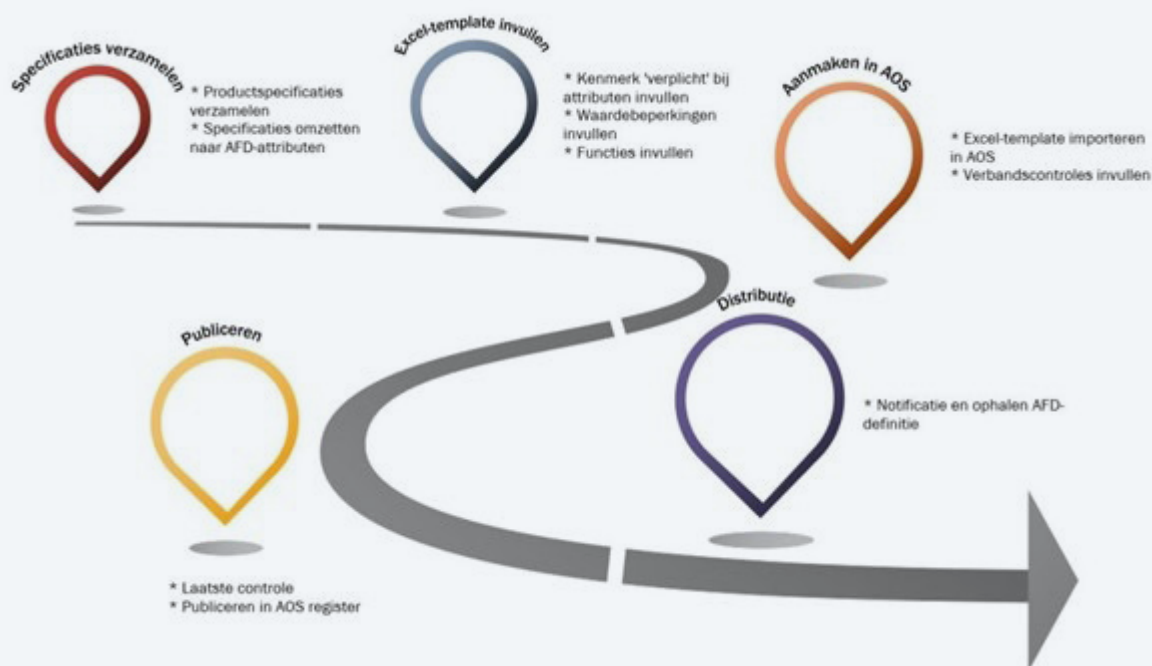 Specificaties verzamelen
* Productspecificaties
verzamelen
* Specificaties omzetten
naar AFD-attributen
Excel-template invullen
* Kenmerk 'verplicht' bij
attributen invullen
* Waardebeperkingen
invullen
* Functies invullen
Aanmaken in AOS
* Excel-template importeren
in AOS
* Verbandscontroles invullen
Publiceren
* Laatste controle
* Publiceren in AOS register
Distributie
* Notificatie en ophalen AFD-
definitie